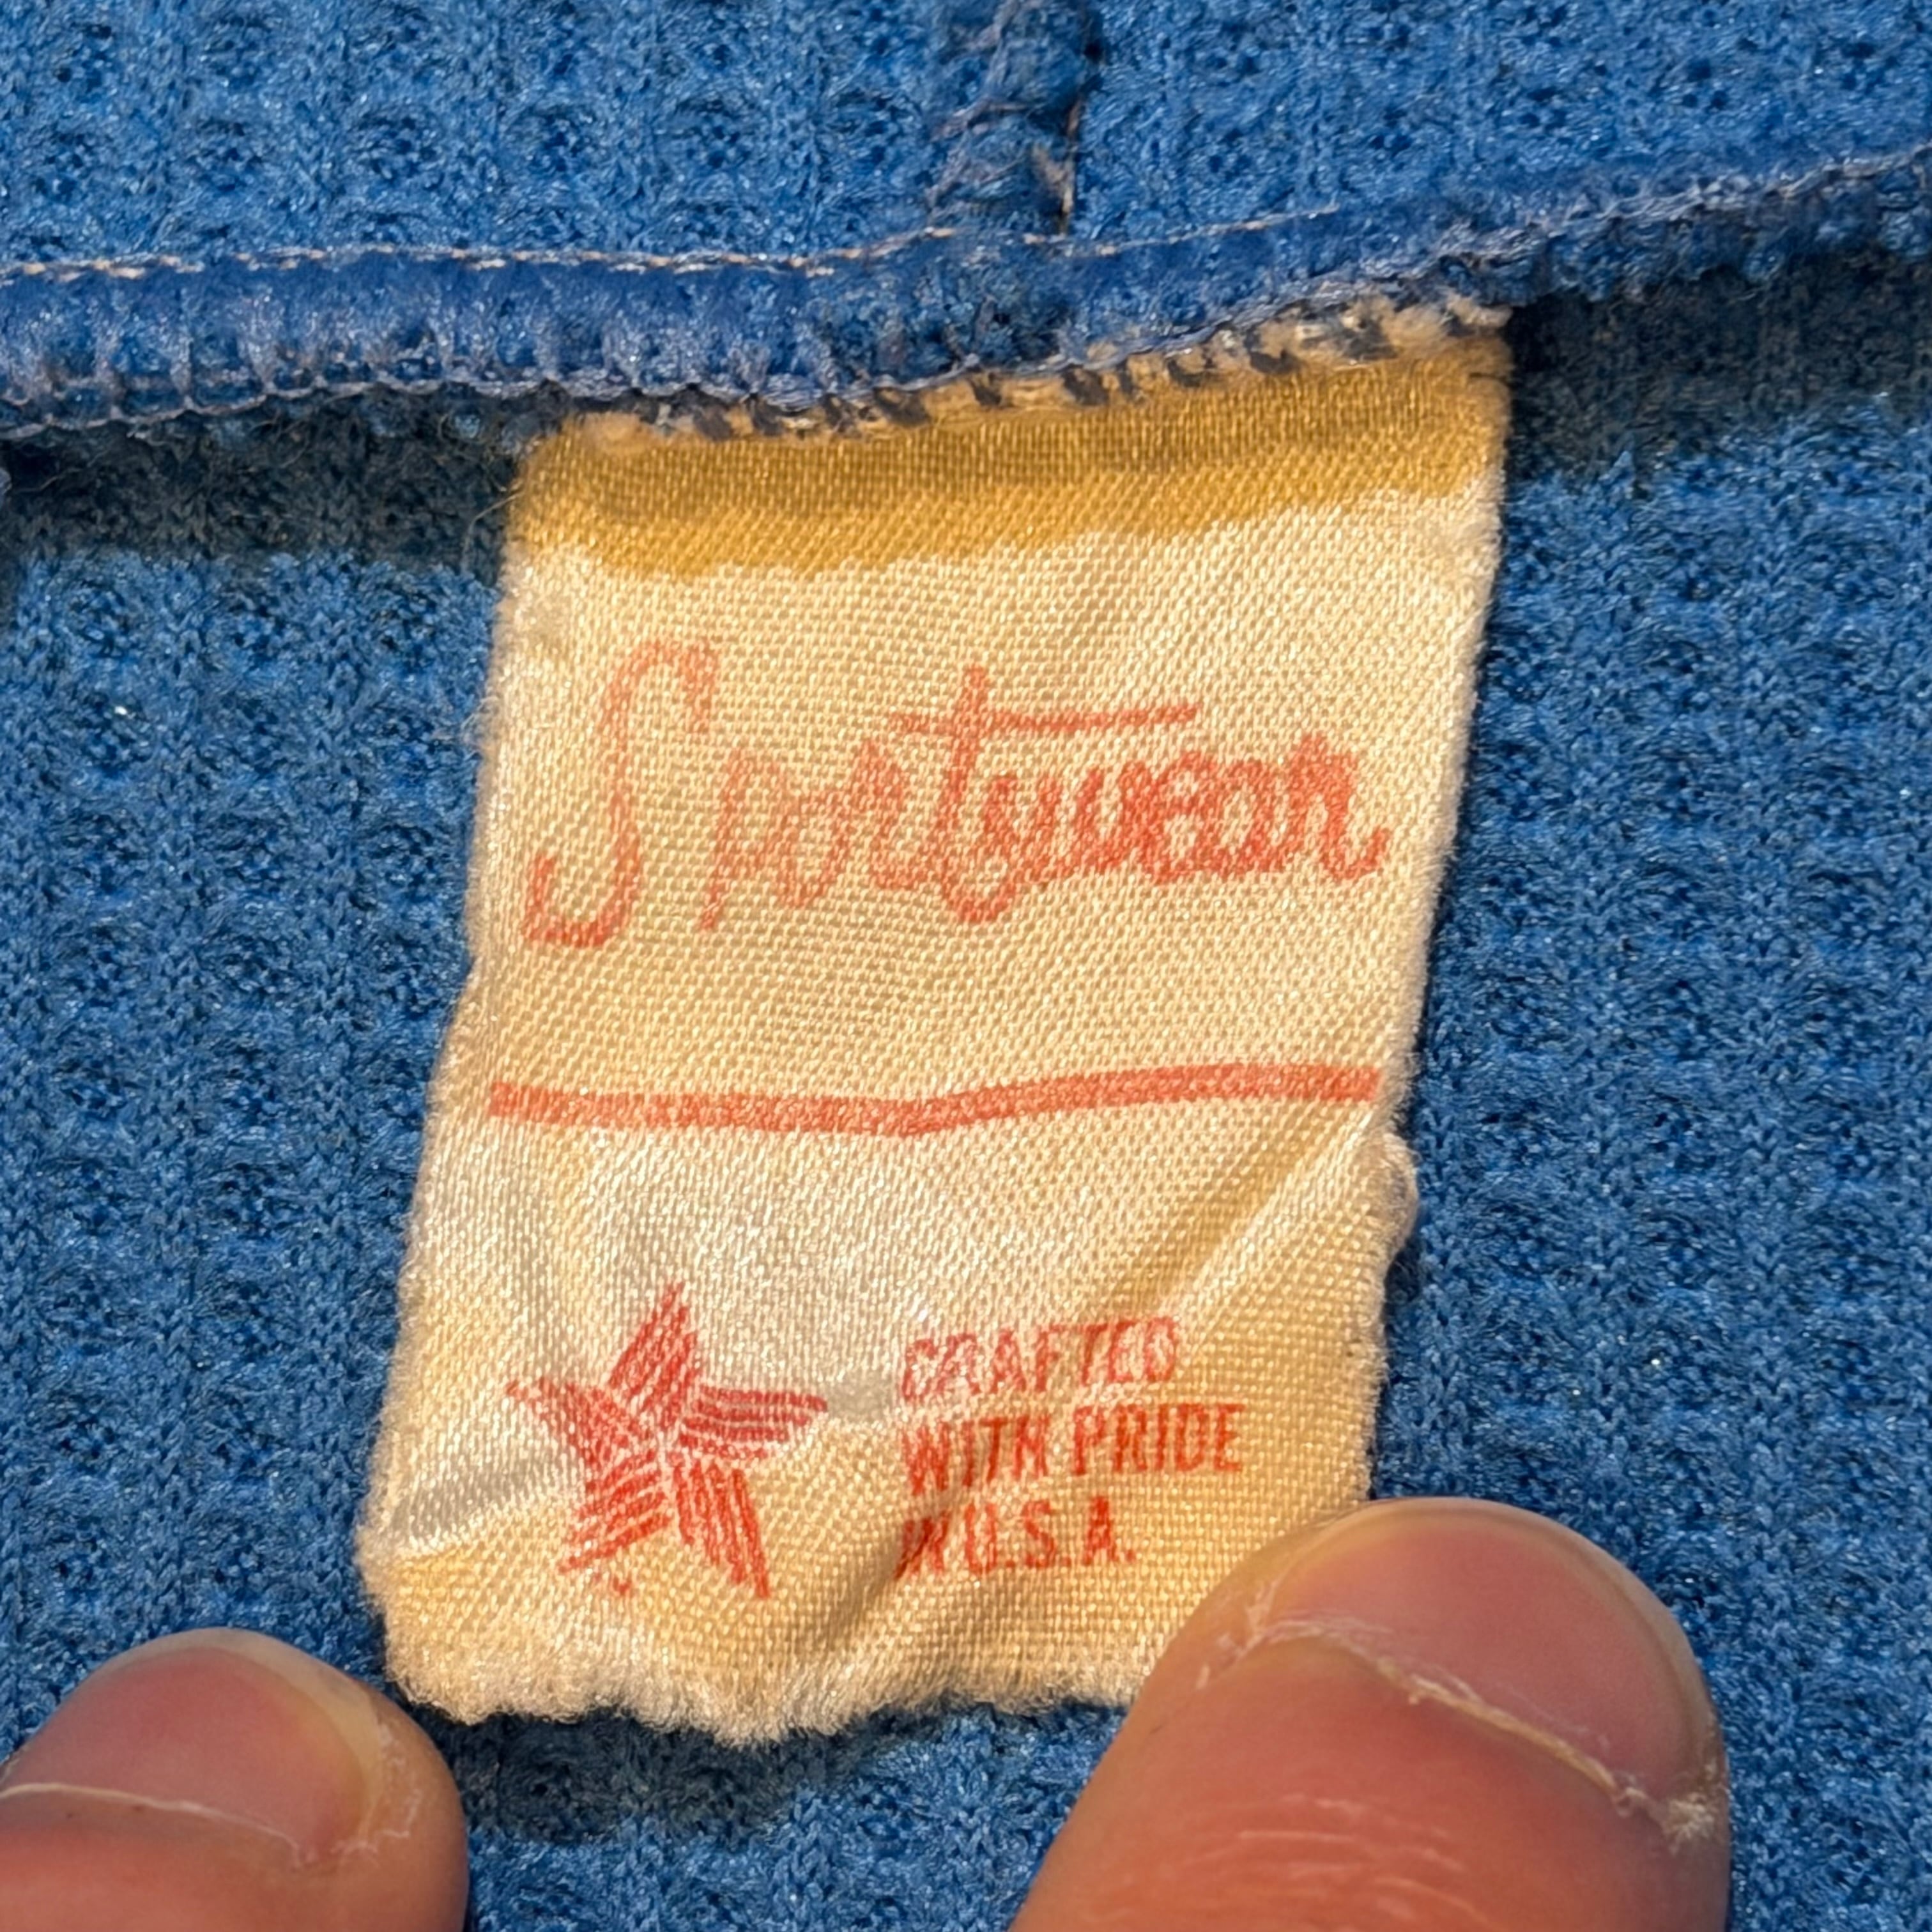 Sportswear
CRAFTED
WITH PRIDE
IN U.S.A.